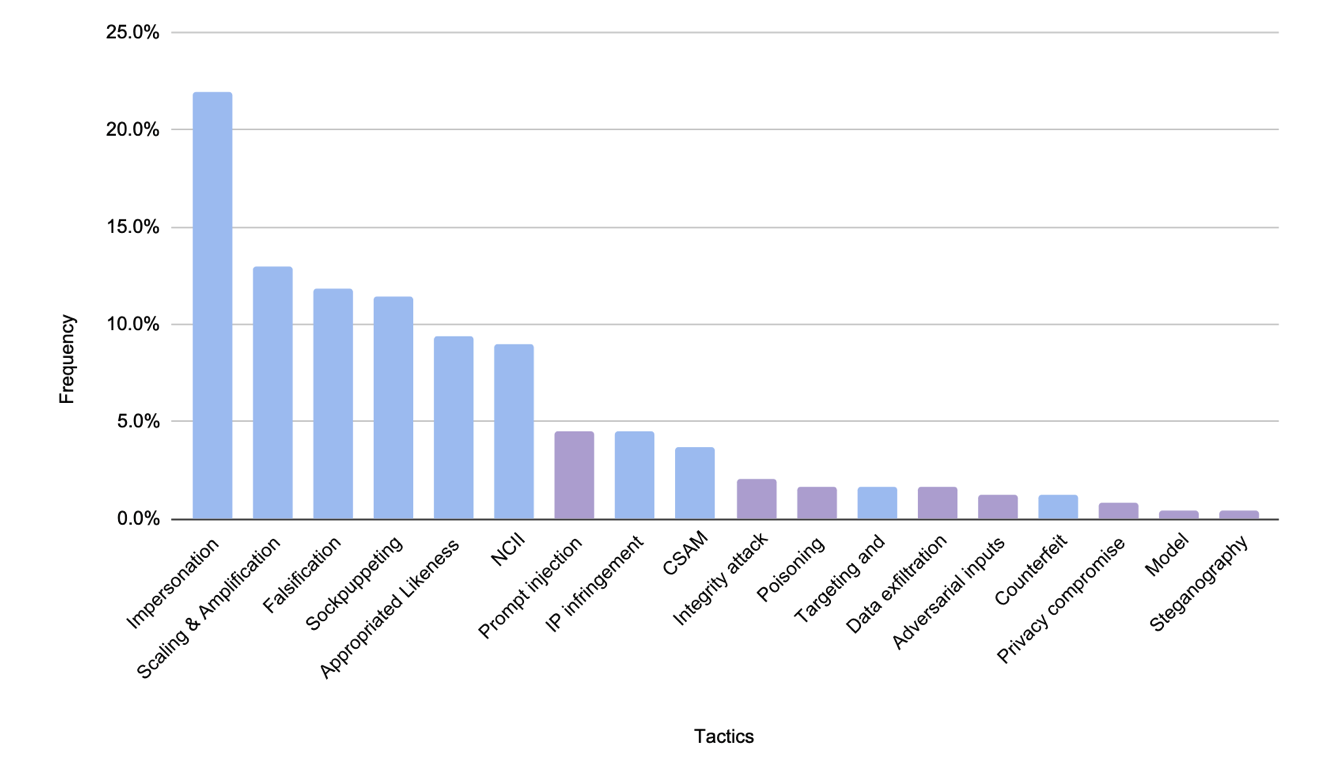 25.0%
20.0%
15.0%
10.0%
5.0%
0.0%
Frequency
Impersonation
Scaling & Amplification
Falsification
Sockpuppeting
Appropriated Likeness
NCII
Prompt injection
IP infringement
CSAM
Integrity attack
Poisoning
Targeting and
Data exfiltration
Adversarial inputs
Counterfeit
Privacy compromise
Model
Steganography
Tactics